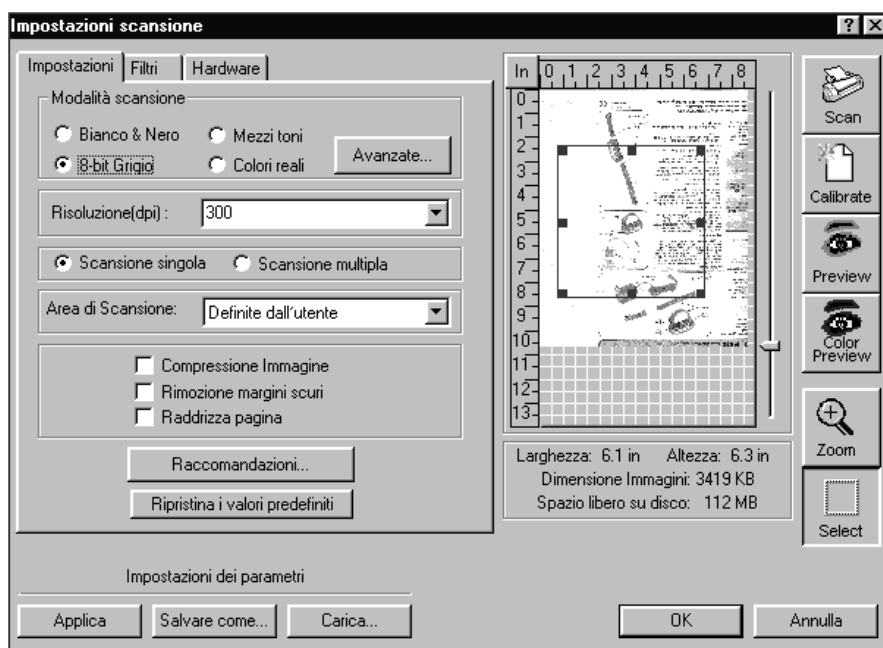 Impostazioni scansione
Impostazioni Filtri Hardware
Modalità scansione
Bianco & Nero Mezzi toni
8-bit Grigio Colori reali
Avanzate...
Risoluzione(dpi) : 300
Scansione singola Scansione multipla
Area di Scansione: Definite dall'utente
Compressione Immagine
Rimozione margini scuri
Raddrizza pagina
Raccomandazioni...
Ripristina i valori predefiniti
In 0 1 2 3 4 5 6 7 8
0
1
2
3
4
5
6
7
8
9
10
11
12
13
Larghezza: 6.1 in Altezza: 6.3 in
Dimensione Immagini: 3419 KB
Spazio libero su disco: 112 MB
Scan
Calibrate
Preview
Color
Preview
Zoom
Select
Impostazioni dei parametri
Applica Salvare come... Carica... OK Annulla